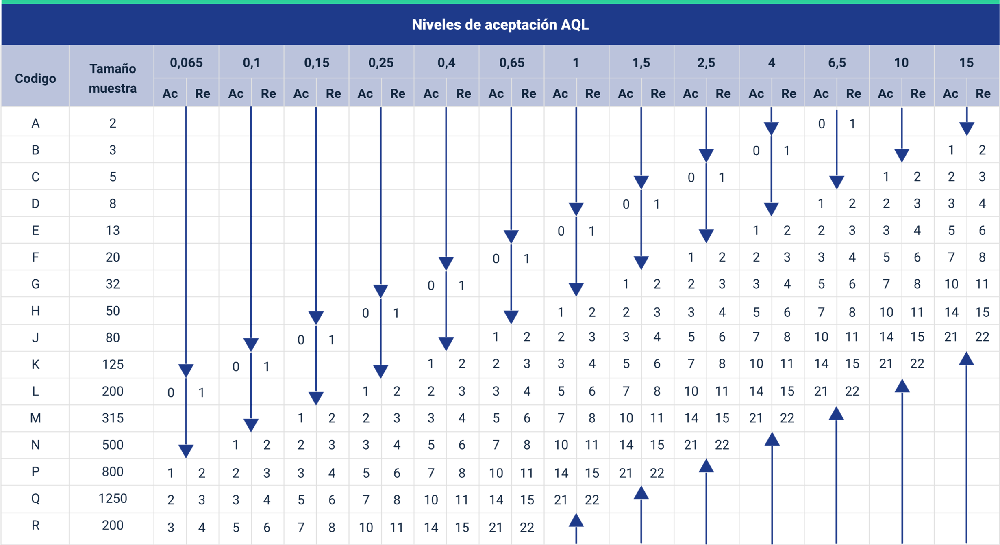 Niveles de aceptación AQL
Codigo Tamaño muestra 0,065 0,1 0,15 0,25 0,4 0,65 1 1,5 2,5 4 6,5 10 15
Ac Re Ac Re Ac Re Ac Re Ac Re Ac Re Ac Re Ac Re Ac Re Ac Re Ac Re Ac Re Ac Re
A 2 0 1
B 3 0 1 1 2
C 5 0 1 1 2 2 3
D 8 0 1 1 2 2 3 3 4
E 13 0 1 1 2 2 3 3 4 5 6
F 20 0 1 1 2 2 3 3 4 5 6 7 8
G 32 0 1 1 2 2 3 3 4 5 6 7 8 10 11
H 50 0 1 1 2 2 3 3 4 5 6 7 8 10 11 14 15
J 80 0 1 1 2 2 3 3 4 5 6 7 8 10 11 14 15 21 22
K 125 0 1 1 2 2 3 3 4 5 6 7 8 10 11 14 15 21 22
L 200 0 1 1 2 2 3 3 4 5 6 7 8 10 11 14 15 21 22
M 315 1 2 2 3 3 4 5 6 7 8 10 11 14 15 21 22
N 500 1 2 2 3 3 4 5 6 7 8 10 11 14 15 21 22
P 800 1 2 2 3 3 4 5 6 7 8 10 11 14 15 21 22
Q 1250 2 3 3 4 5 6 7 8 10 11 14 15 21 22
R 200 3 4 5 6 7 8 10 11 14 15 21 22